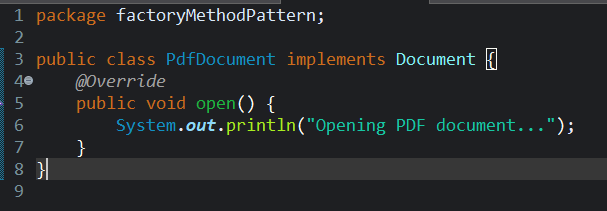 1 package factoryMethodPattern;
2
3 public class PdfDocument implements Document {
4 @Override
5 public void open() {
6 System.out.println("Opening PDF document...");
7 }
8 }
9